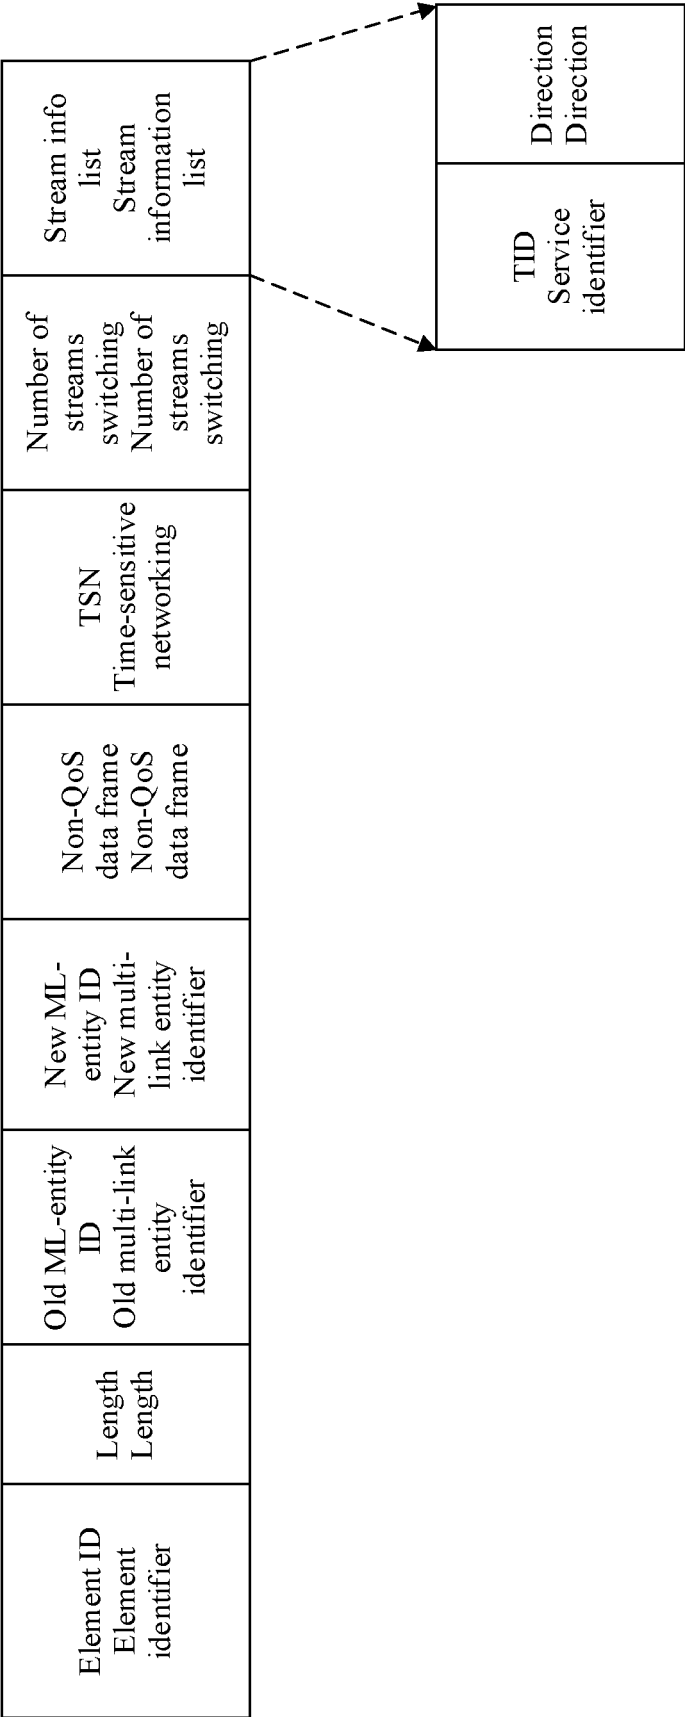 Element ID
Element
identifier
Length
Length
Old ML-entity
ID
Old multi-link
entity
identifier
New ML-
entity ID
New multi-
link entity
identifier
Non-QoS
data frame
Non-QoS
data frame
TSN
Time-sensitive
networking
Number of
streams
switching
Number of
streams
switching
Stream info
list
Stream
information
list
TID
Service
identifier
Direction
Direction